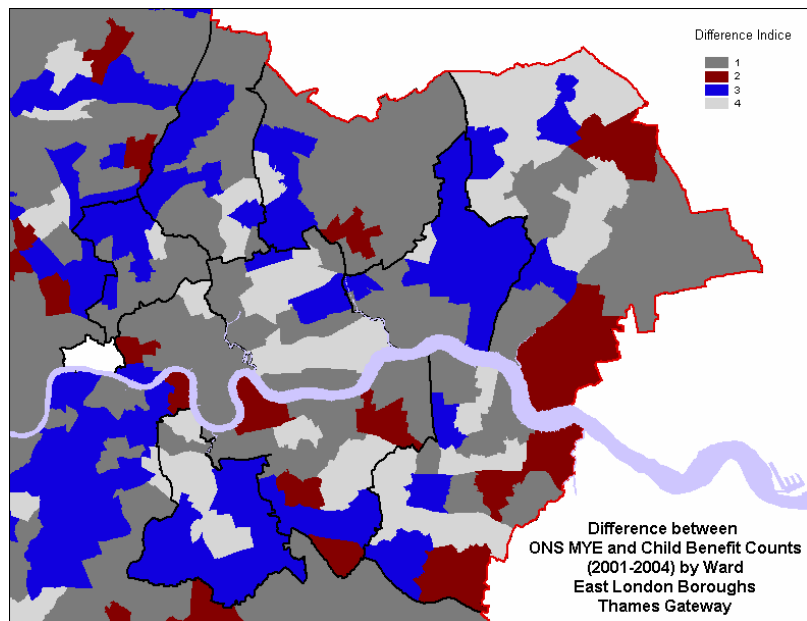 Difference Indice
1
2
3
4
Difference between
ONS MYE and Child Benefit Counts
(2001-2004) by Ward
East London Boroughs
Thames Gateway